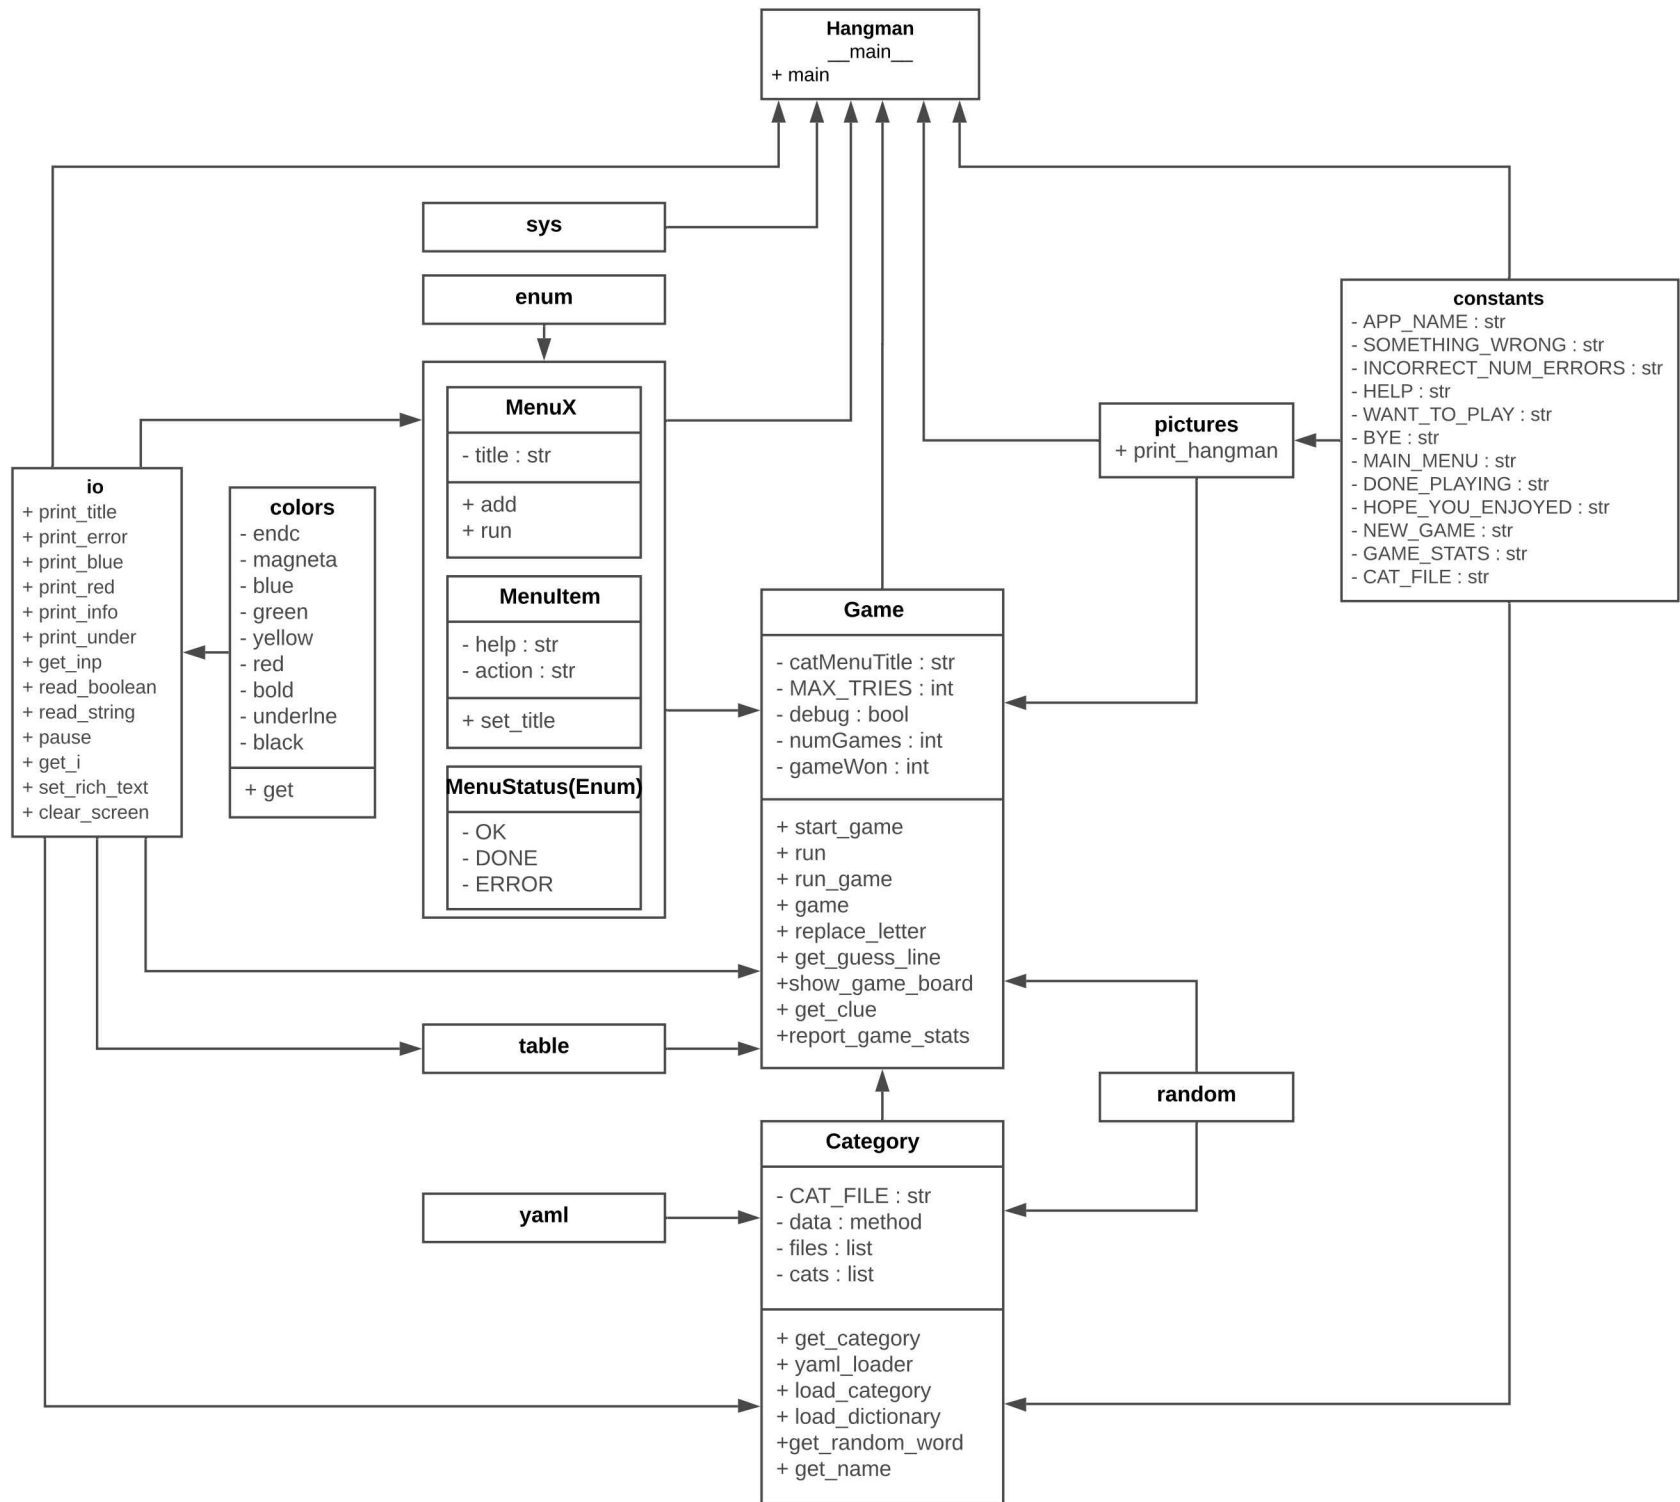 Hangman
__main__
+ main
sys
enum
constants
- APP_NAME : str
- SOMETHING_WRONG : str
- INCORRECT_NUM_ERRORS : str
- HELP : str
- WANT_TO_PLAY : str
- BYE : str
- MAIN_MENU : str
- DONE_PLAYING : str
- HOPE_YOU_ENJOYED : str
- NEW_GAME : str
- GAME_STATS : str
- CAT_FILE : str
MenuX
- title : str
+ add
+ run
MenuItem
- help : str
- action : str
+ set_title
MenuStatus(Enum)
- OK
- DONE
- ERROR
pictures
+ print_hangman
io
+ print_title
+ print_error
+ print_blue
+ print_red
+ print_info
+ print_under
+ get_inp
+ read_boolean
+ read_string
+ pause
+ get_i
+ set_rich_text
+ clear_screen
colors
- endc
- magneta
- blue
- green
- yellow
- red
- bold
- underlne
- black
+ get
Game
- catMenuTitle : str
- MAX_TRIES : int
- debug : bool
- numGames : int
- gameWon : int
+ start_game
+ run
+ run_game
+ game
+ replace_letter
+ get_guess_line
+show_game_board
+ get_clue
+report_game_stats
table
random
Category
- CAT_FILE : str
- data : method
- files : list
- cats : list
+ get_category
+ yaml_loader
+ load_category
+ load_dictionary
+get_random_word
+ get_name
yaml